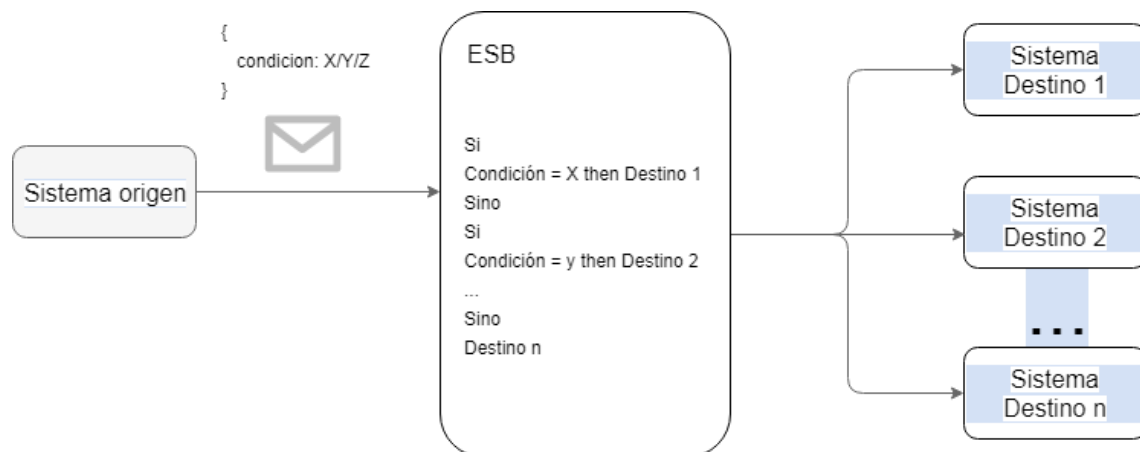 {
condicion: X/Y/Z
}
Sistema origen
ESB
Si
Condición = X then Destino 1
Sino
Si
Condición = y then Destino 2
...
Sino
Destino n
Sistema
Destino 1
Sistema
Destino 2
...
Sistema
Destino n